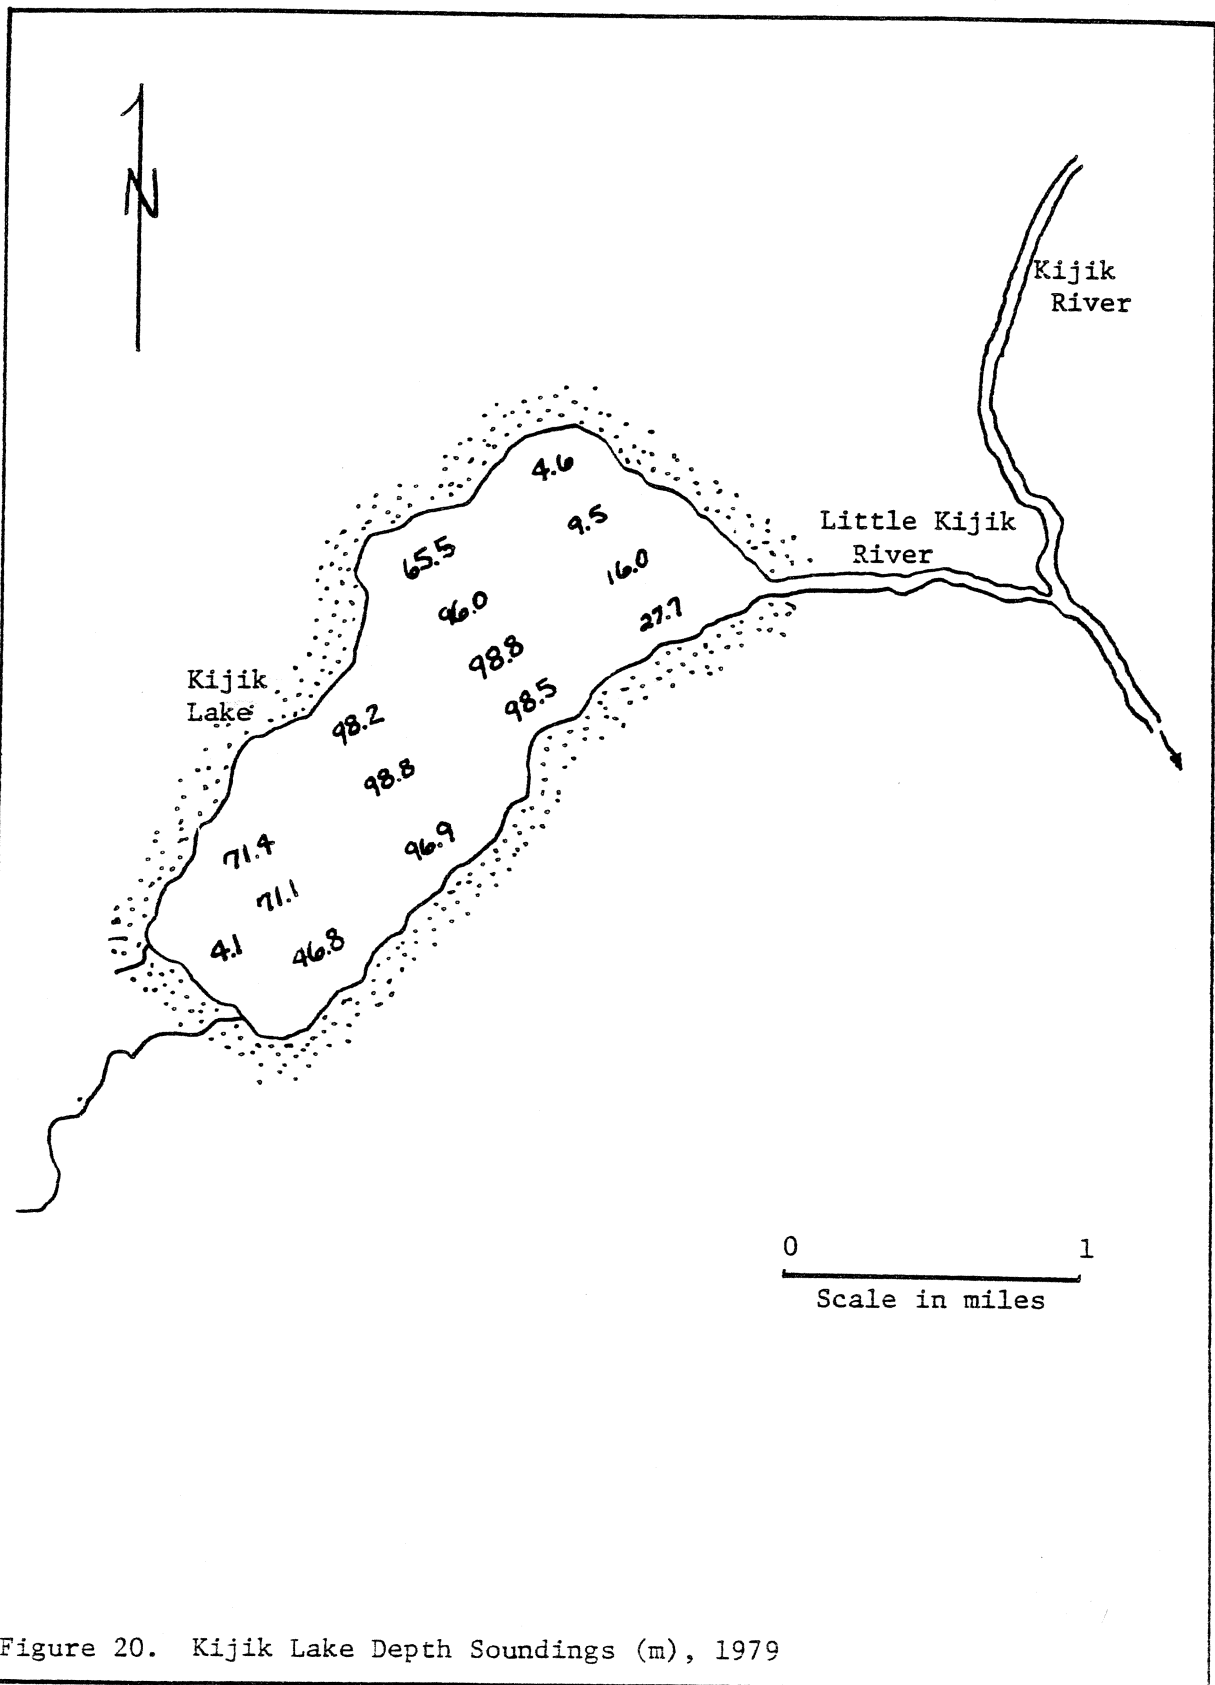 N
Kijik
River
4.6
9.5
Little Kijik
River
65.5
16.0
96.0
27.7
98.8
Kijik
Lake
98.5
98.2
98.8
96.9
71.4
71.1
4.1
46.8
0 1
Scale in miles
Figure 20. Kijik Lake Depth Soundings (m), 1979